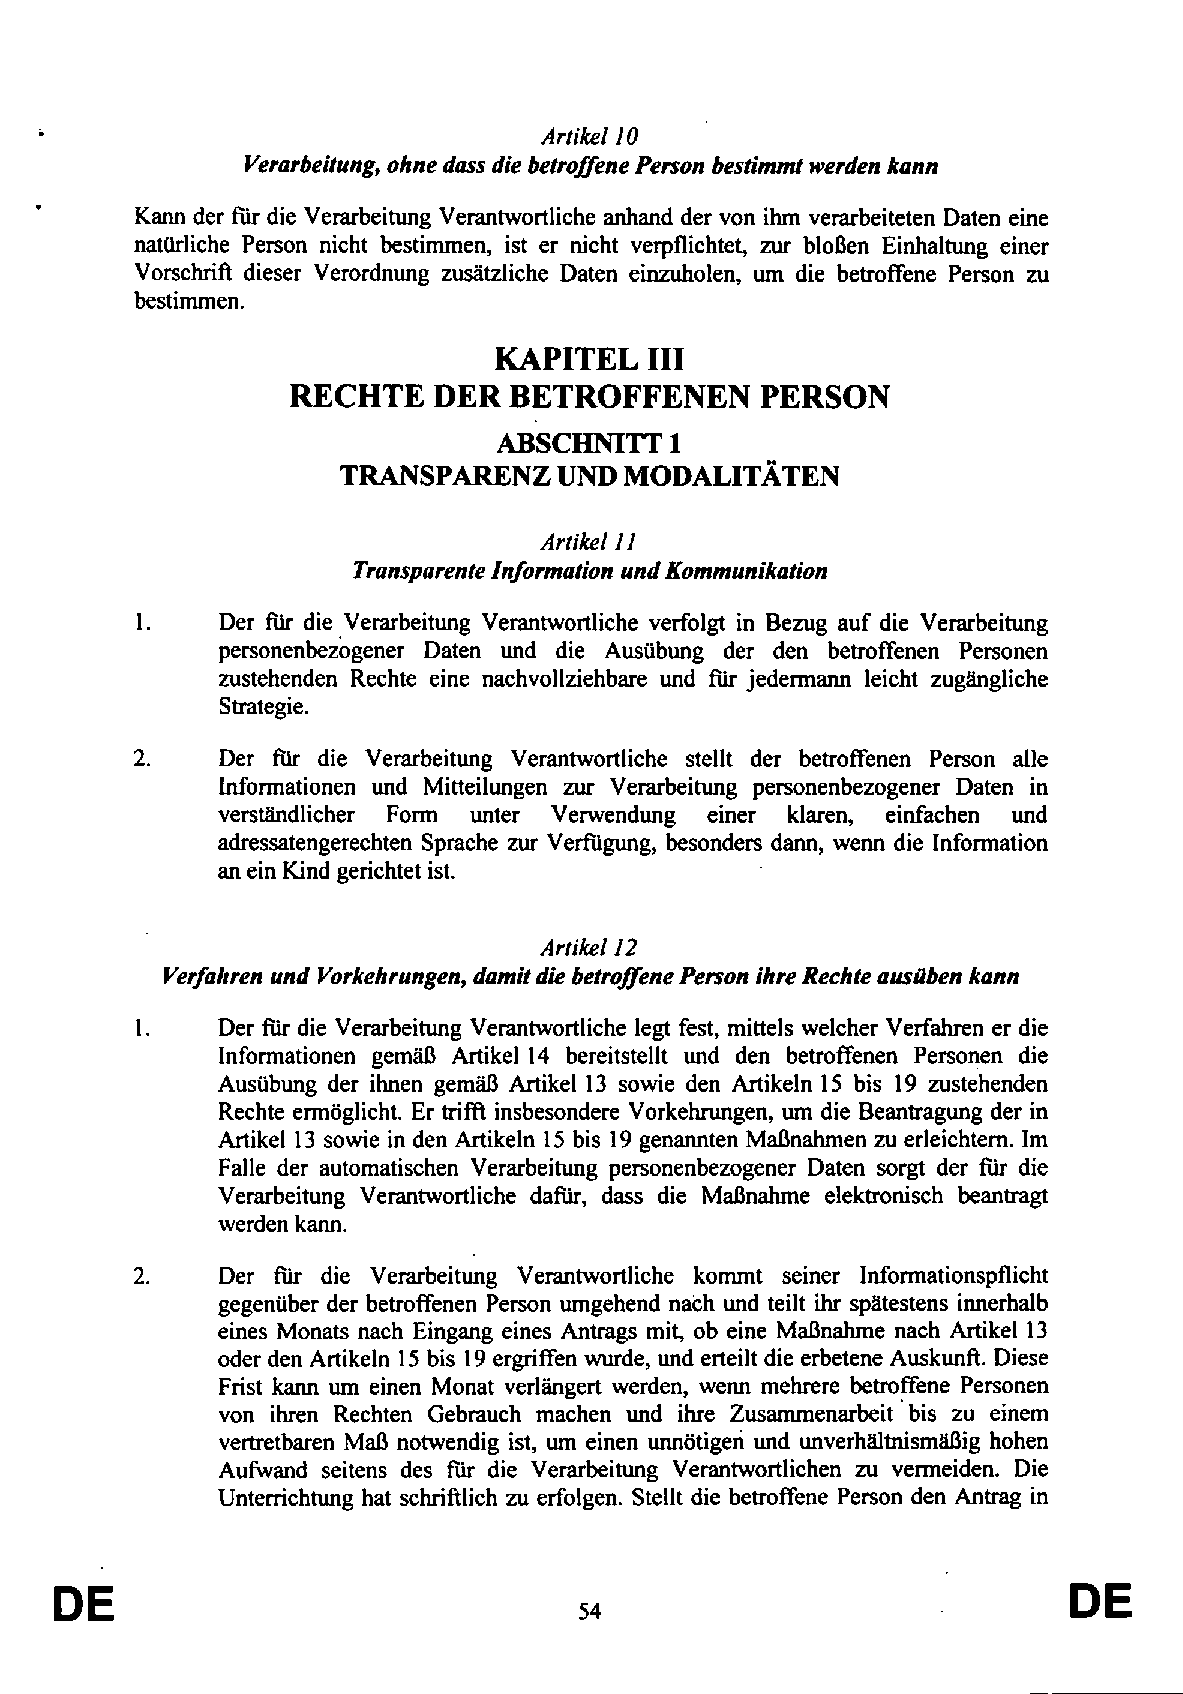 Artikel 10
Verarbeitung, ohne dass die betroffene Person bestimmt werden kann
Kann der für die Verarbeitung Verantwortliche anhand der von ihm verarbeiteten Daten eine
natürliche Person nicht bestimmen, ist er nicht verpflichtet, zur bloßen Einhaltung einer
Vorschrift dieser Verordnung zusätzliche Daten einzuholen, um die betroffene Person zu
bestimmen.
KAPITEL III
RECHTE DER BETROFFENEN PERSON
ABSCHNITT 1
TRANSPARENZ UND MODALITÄTEN
Artikel 11
Transparente Information und Kommunikation
1. Der für die Verarbeitung Verantwortliche verfolgt in Bezug auf die Verarbeitung
personenbezogener Daten und die Ausübung der den betroffenen Personen
zustehenden Rechte eine nachvollziehbare und für jedermann leicht zugängliche
Strategie.
2. Der für die Verarbeitung Verantwortliche stellt der betroffenen Person alle
Informationen und Mitteilungen zur Verarbeitung personenbezogener Daten in
verständlicher Form unter Verwendung einer klaren, einfachen und
adressatengerechten Sprache zur Verfügung, besonders dann, wenn die Information
an ein Kind gerichtet ist.
Artikel 12
Verfahren und Vorkehrungen, damit die betroffene Person ihre Rechte ausüben kann
1. Der für die Verarbeitung Verantwortliche legt fest, mittels welcher Verfahren er die
Informationen gemäß Artikel 14 bereitstellt und den betroffenen Personen die
Ausübung der ihnen gemäß Artikel 13 sowie den Artikeln 15 bis 19 zustehenden
Rechte ermöglicht. Er trifft insbesondere Vorkehrungen, um die Beantragung der in
Artikel 13 sowie in den Artikeln 15 bis 19 genannten Maßnahmen zu erleichtern. Im
Falle der automatischen Verarbeitung personenbezogener Daten sorgt der für die
Verarbeitung Verantwortliche dafür, dass die Maßnahme elektronisch beantragt
werden kann.
2. Der für die Verarbeitung Verantwortliche kommt seiner Informationspflicht
gegenüber der betroffenen Person umgehend nach und teilt ihr spätestens innerhalb
eines Monats nach Eingang eines Antrags mit, ob eine Maßnahme nach Artikel 13
oder den Artikeln 15 bis 19 ergriffen wurde, und erteilt die erbetene Auskunft. Diese
Frist kann um einen Monat verlängert werden, wenn mehrere betroffene Personen
von ihren Rechten Gebrauch machen und ihre Zusammenarbeit bis zu einem
vertretbaren Maß notwendig ist, um einen unnötigen und unverhältnismäßig hohen
Aufwand seitens des für die Verarbeitung Verantwortlichen zu vermeiden. Die
Unterrichtung hat schriftlich zu erfolgen. Stellt die betroffene Person den Antrag in
DE 54 DE